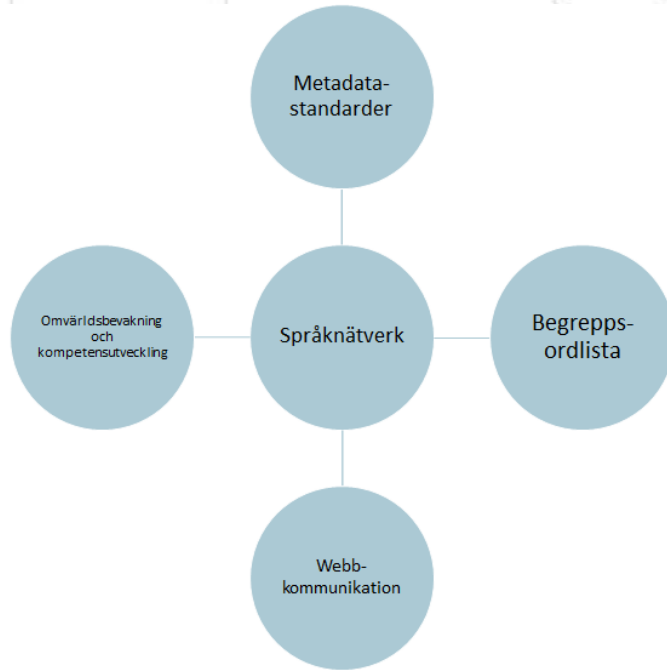 Metadata-
standarder
Omvärldsbevakning
och
kompetensutveckling
Språknätverk
Begrepps-
ordlista
Webb-
kommunikation